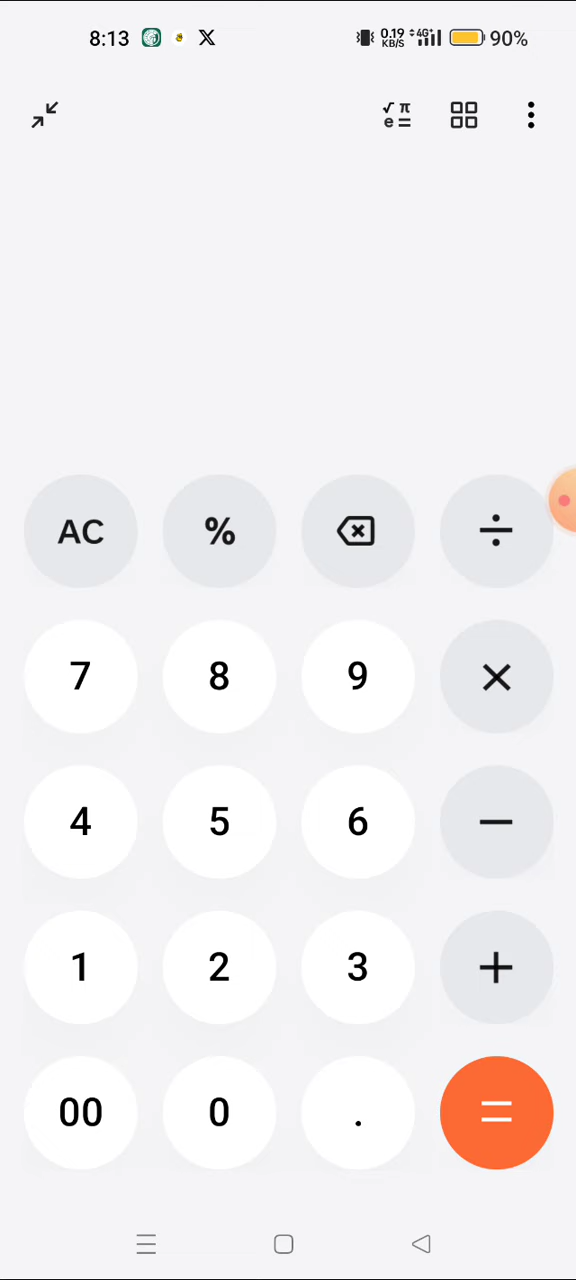 8:13 0.19 KB/S 4G+ 90%
√ π
e =
AC % ÷
7 8 9 ×
4 5 6 −
1 2 3 +
00 0 . =